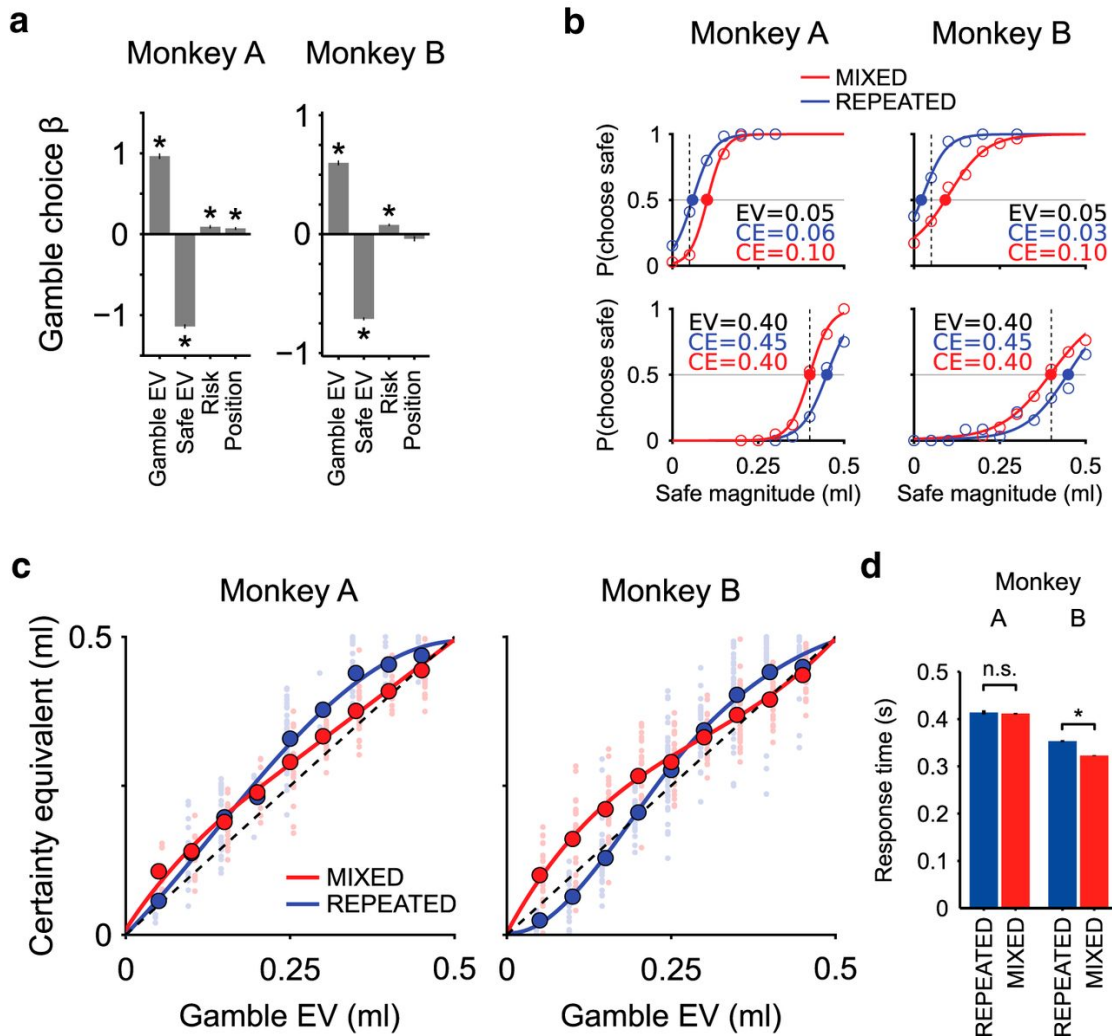 a
Monkey A
Monkey B
Gamble choice β
1
0
−1
1
0
−1
*
*
*
*
*
*
*
Gamble EV
Safe EV
Risk
Position
Gamble EV
Safe EV
Risk
Position
b
Monkey A
Monkey B
MIXED
REPEATED
P(choose safe)
1
0.5
0
EV=0.05
CE=0.06
CE=0.10
EV=0.05
CE=0.03
CE=0.10
P(choose safe)
1
0.5
0
EV=0.40
CE=0.45
CE=0.40
EV=0.40
CE=0.45
CE=0.40
0
0.25
0.5
0
0.25
0.5
Safe magnitude (ml)
Safe magnitude (ml)
c
Monkey A
Monkey B
Certainty equivalent (ml)
0.5
0
MIXED
REPEATED
0
0.25
0.5
0
0.25
0.5
Gamble EV (ml)
Gamble EV (ml)
d
Monkey
A
B
n.s.
*
Response time (s)
0.5
0.4
0.3
0.2
0.1
0
REPEATED
MIXED
REPEATED
MIXED